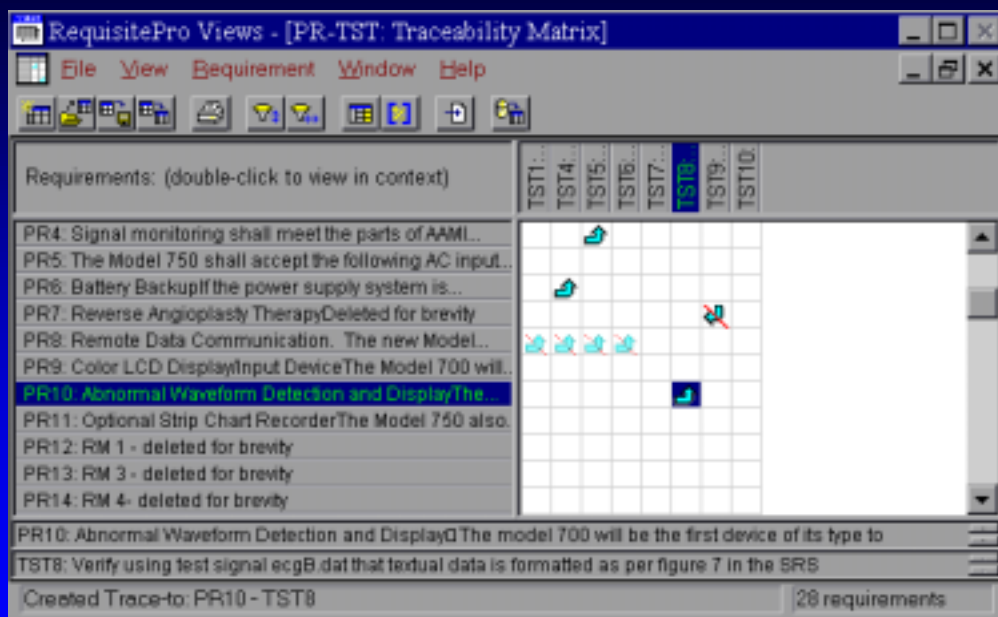 RequisitePro Views - [PR-TST: Traceability Matrix]
File View Requirement Window Help
Requirements: (double-click to view in context)
TST1:... TST4:... TST5:... TST6:... TST7:... TST8:... TST9:... TST10:
PR4: Signal monitoring shall meet the parts of AAMI...
PR5: The Model 750 shall accept the following AC input...
PR6: Battery BackupIf the power supply system is...
PR7: Reverse Angioplasty TherapyDeleted for brevity
PR8: Remote Data Communication. The new Model...
PR9: Color LCD Display/Input DeviceThe Model 700 will...
PR10: Abnormal Waveform Detection and DisplayThe...
PR11: Optional Strip Chart RecorderThe Model 750 also...
PR12: RM 1 - deleted for brevity
PR13: RM 3 - deleted for brevity
PR14: RM 4- deleted for brevity
PR10: Abnormal Waveform Detection and Display▯The model 700 will be the first device of its type to
TST8: Verify using test signal ecgB.dat that textual data is formatted as per figure 7 in the SRS
Created Trace-to: PR10 - TST8
28 requirements